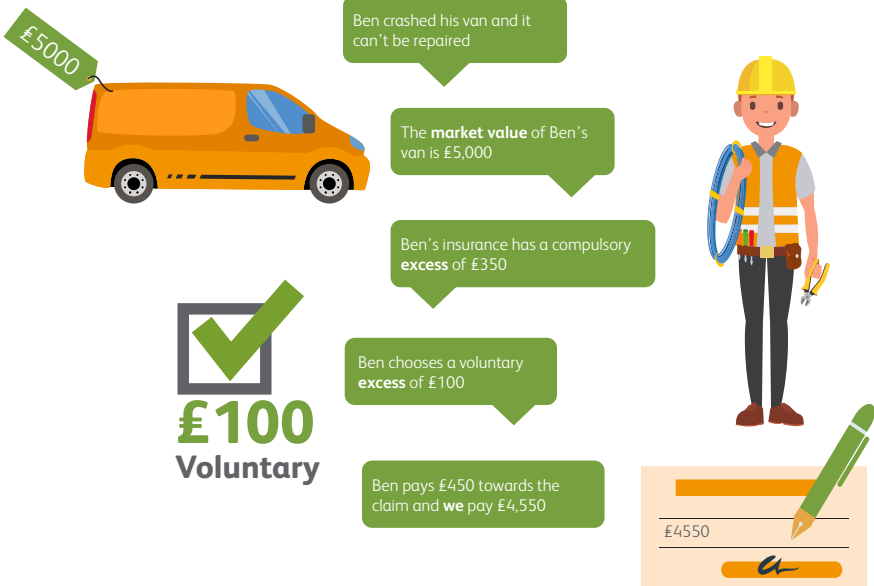 £5000
Ben crashed his van and it
can't be repaired
The market value of Ben's
van is £5,000
Ben's insurance has a compulsory
excess of £350
Ben chooses a voluntary
excess of £100
£100
Voluntary
Ben pays £450 towards the
claim and we pay £4,550
£4550